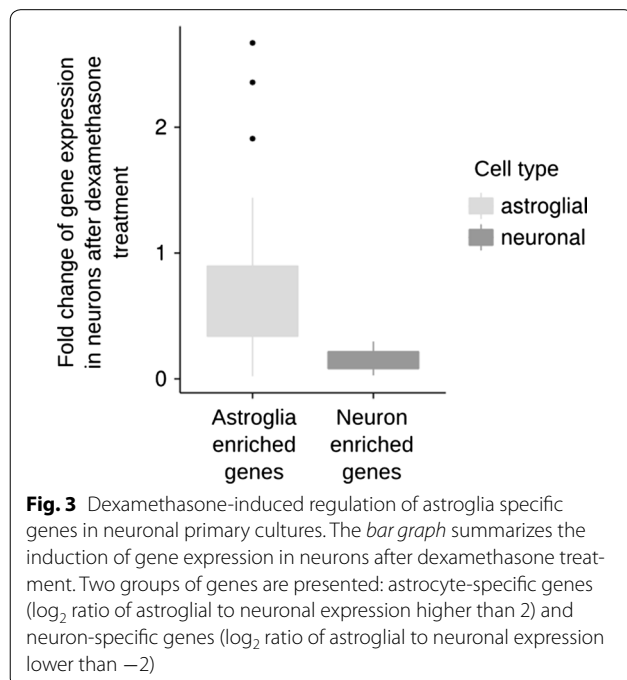 Fold change of gene expression
in neurons after dexamethasone
treatment
2
1
0
Cell type
astroglial
neuronal
Astroglia
enriched
genes
Neuron
enriched
genes
Fig. 3 Dexamethasone-induced regulation of astroglia specific
genes in neuronal primary cultures. The bar graph summarizes the
induction of gene expression in neurons after dexamethasone treat-
ment. Two groups of genes are presented: astrocyte-specific genes
(log₂ ratio of astroglial to neuronal expression higher than 2) and
neuron-specific genes (log₂ ratio of astroglial to neuronal expression
lower than −2)